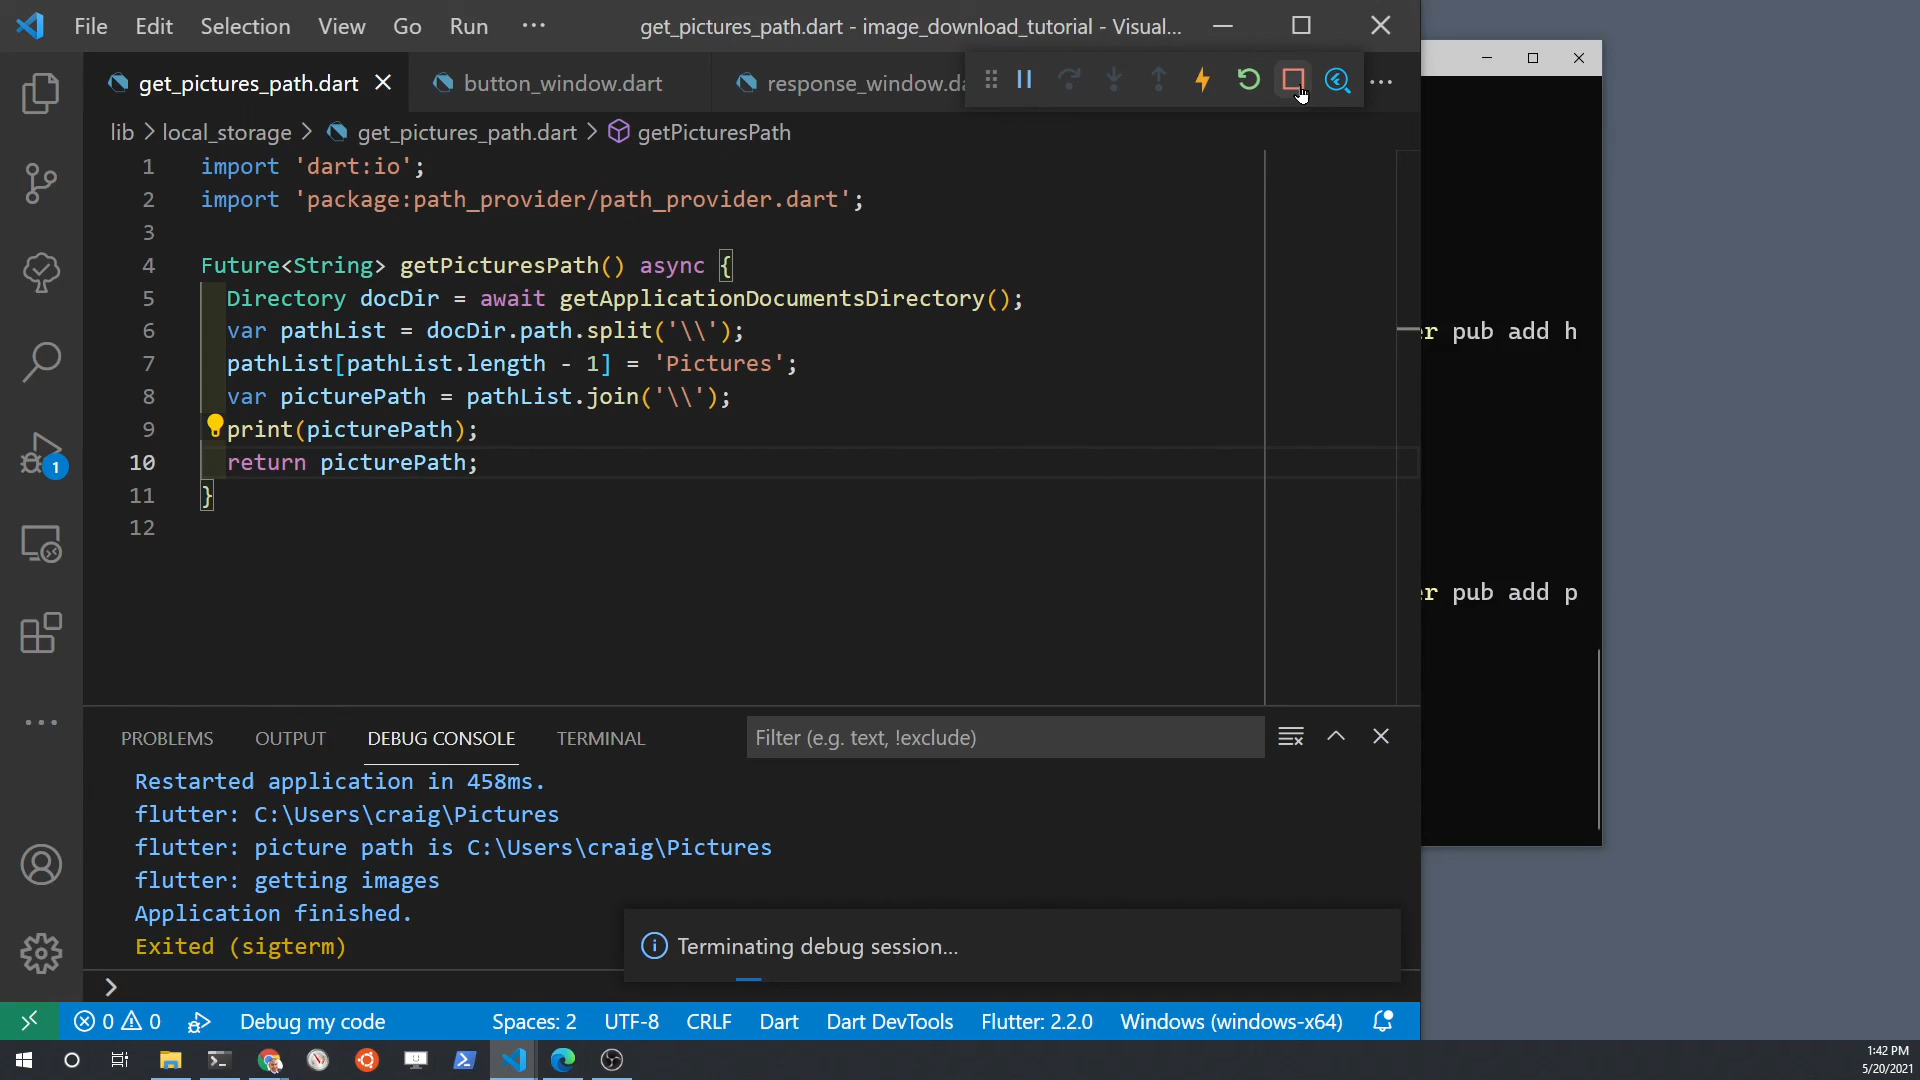 File Edit Selection View Go Run ··· get_pictures_path.dart - image_download_tutorial - Visual...
get_pictures_path.dart button_window.dart response_window.da
lib > local_storage > get_pictures_path.dart > getPicturesPath
1 import 'dart:io';
2 import 'package:path_provider/path_provider.dart';
3
4 Future<String> getPicturesPath() async {
5 Directory docDir = await getApplicationDocumentsDirectory();
6 var pathList = docDir.path.split('\\');
7 pathList[pathList.length - 1] = 'Pictures';
8 var picturePath = pathList.join('\\');
9 print(picturePath);
10 return picturePath;
11 }
12
er pub add h
er pub add p
PROBLEMS OUTPUT DEBUG CONSOLE TERMINAL Filter (e.g. text, !exclude)
Restarted application in 458ms.
flutter: C:\Users\craig\Pictures
flutter: picture path is C:\Users\craig\Pictures
flutter: getting images
Application finished.
Exited (sigterm)
Terminating debug session...
1
0 0 Debug my code Spaces: 2 UTF-8 CRLF Dart Dart DevTools Flutter: 2.2.0 Windows (windows-x64)
1:42 PM
5/20/2021